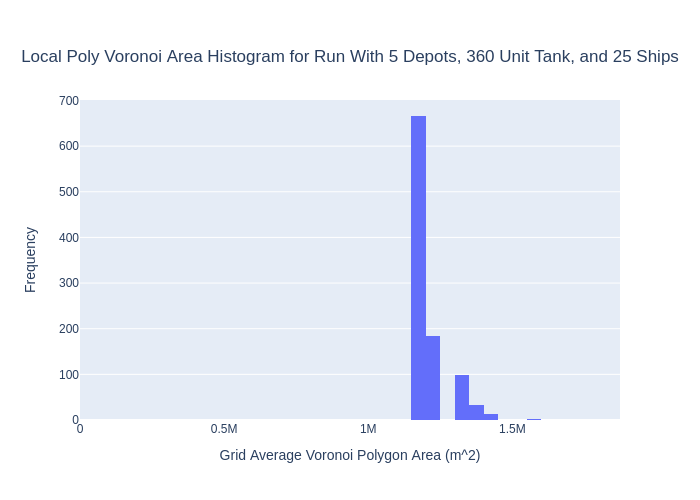 Local Poly Voronoi Area Histogram for Run With 5 Depots, 360 Unit Tank, and 25 Ships
700
600
500
400
300
200
100
0
Frequency
0
0.5M
1M
1.5M
Grid Average Voronoi Polygon Area (m^2)